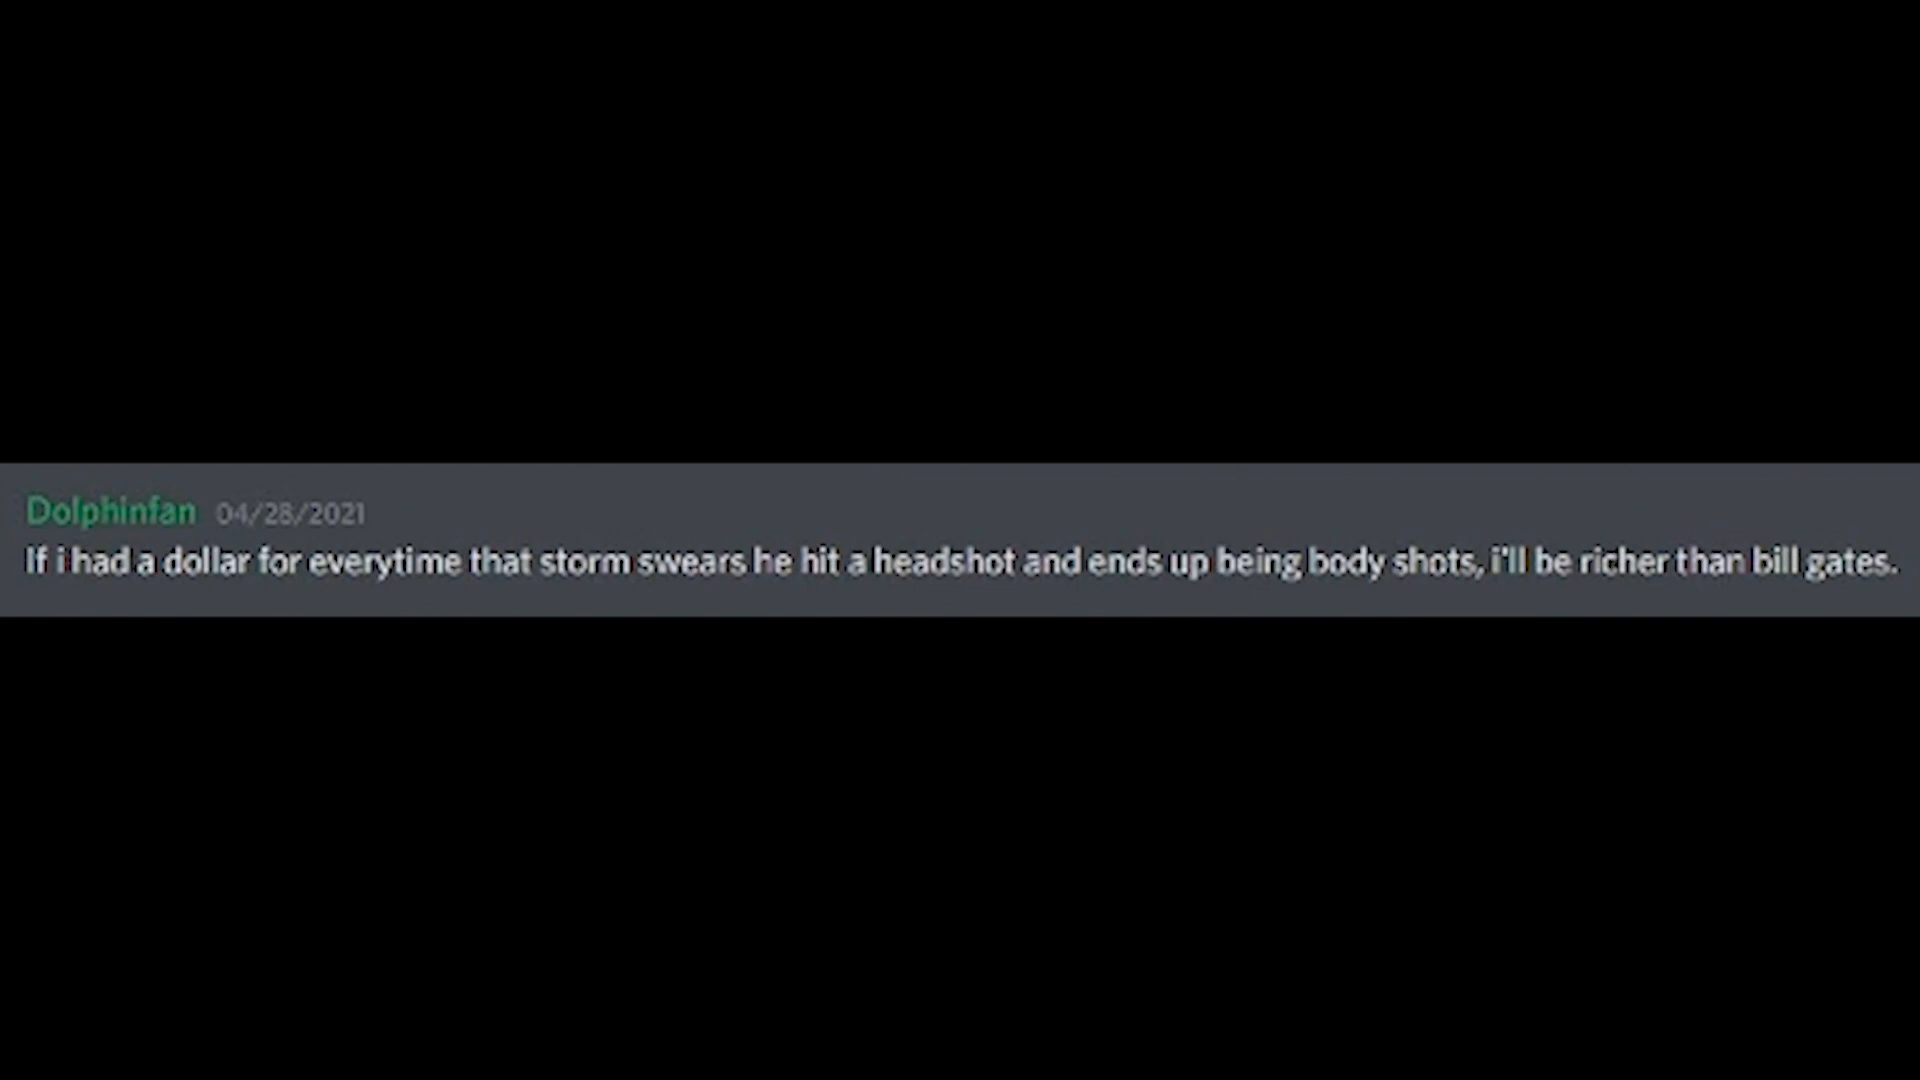 Dolphinfan 04/28/2021
If i had a dollar for everytime that storm swears he hit a headshot and ends up being body shots, i'll be richer than bill gates.